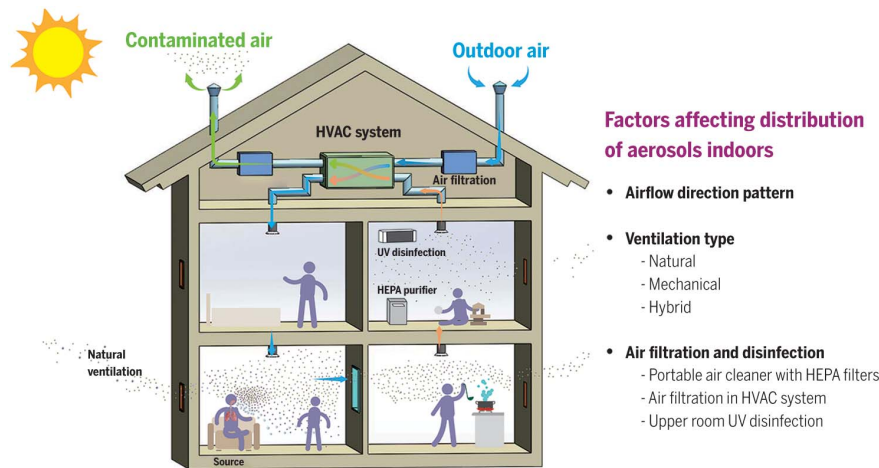 Contaminated air
Outdoor air
HVAC system
Air filtration
UV disinfection
HEPA purifier
Natural
ventilation
Source
Factors affecting distribution
of aerosols indoors
• Airflow direction pattern
• Ventilation type
- Natural
- Mechanical
- Hybrid
• Air filtration and disinfection
- Portable air cleaner with HEPA filters
- Air filtration in HVAC system
- Upper room UV disinfection